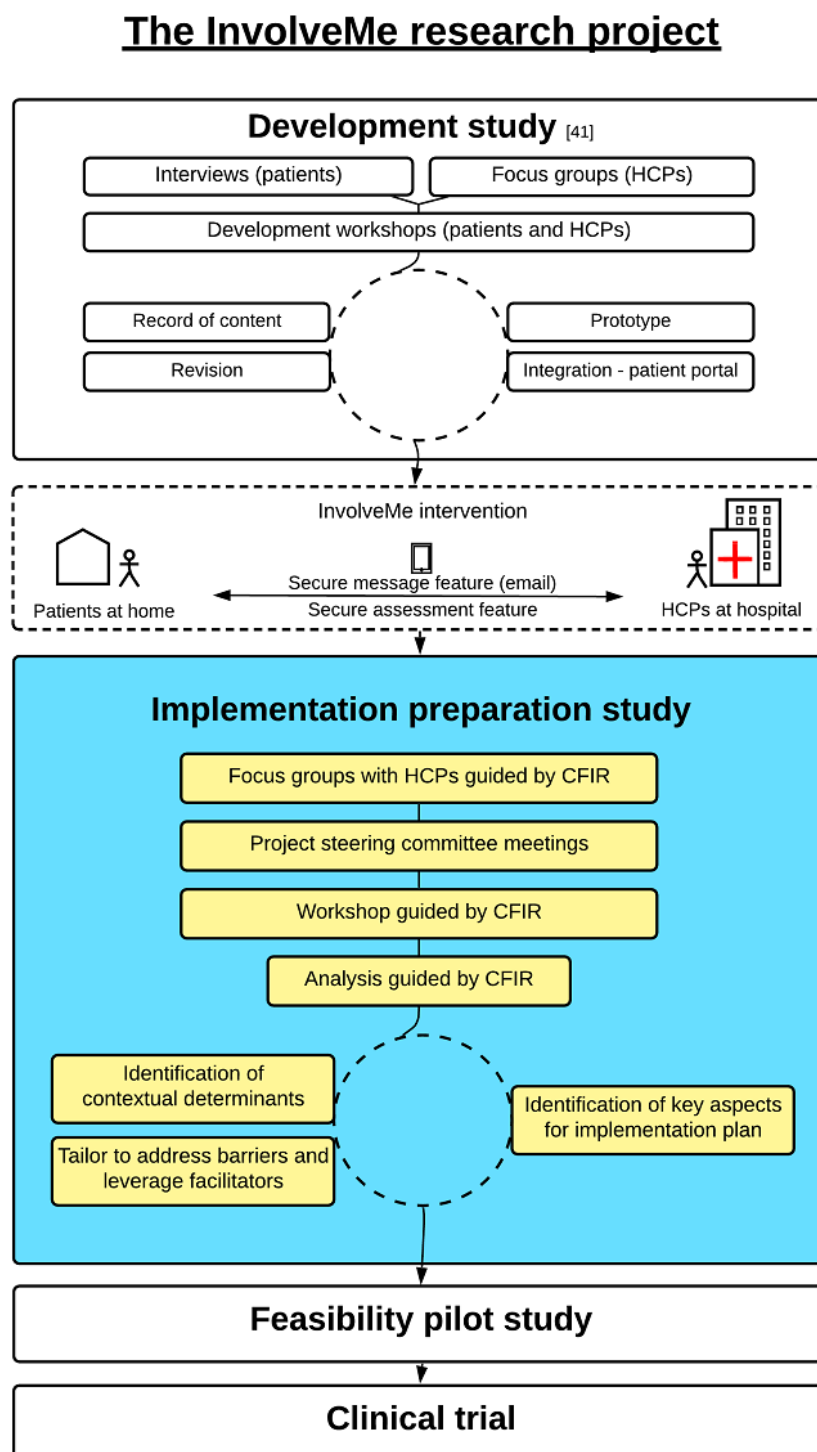 The InvolveMe research project
Development study [41]
Interviews (patients)
Focus groups (HCPs)
Development workshops (patients and HCPs)
Record of content
Prototype
Revision
Integration - patient portal
InvolveMe intervention
Secure message feature (email)
Patients at home
Secure assessment feature
HCPs at hospital
Implementation preparation study
Focus groups with HCPs guided by CFIR
Project steering committee meetings
Workshop guided by CFIR
Analysis guided by CFIR
Identification of
contextual determinants
Identification of key aspects
for implementation plan
Tailor to address barriers and
leverage facilitators
Feasibility pilot study
Clinical trial